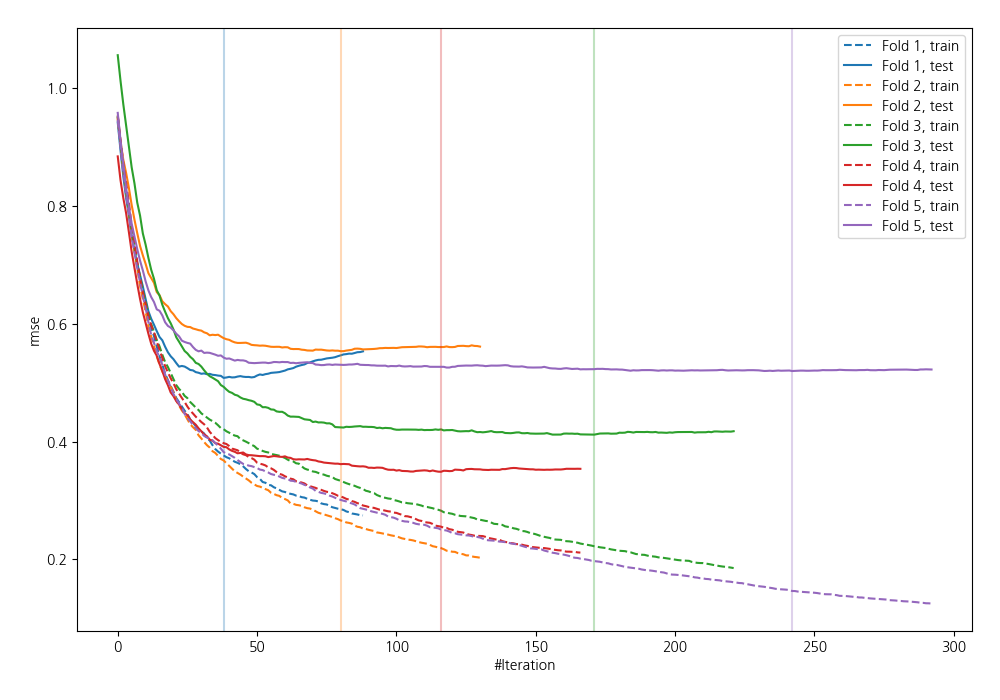 1.0
0.8
0.6
0.4
0.2
rmse
0
50
100
150
200
250
300
#Iteration
Fold 1, train
Fold 1, test
Fold 2, train
Fold 2, test
Fold 3, train
Fold 3, test
Fold 4, train
Fold 4, test
Fold 5, train
Fold 5, test